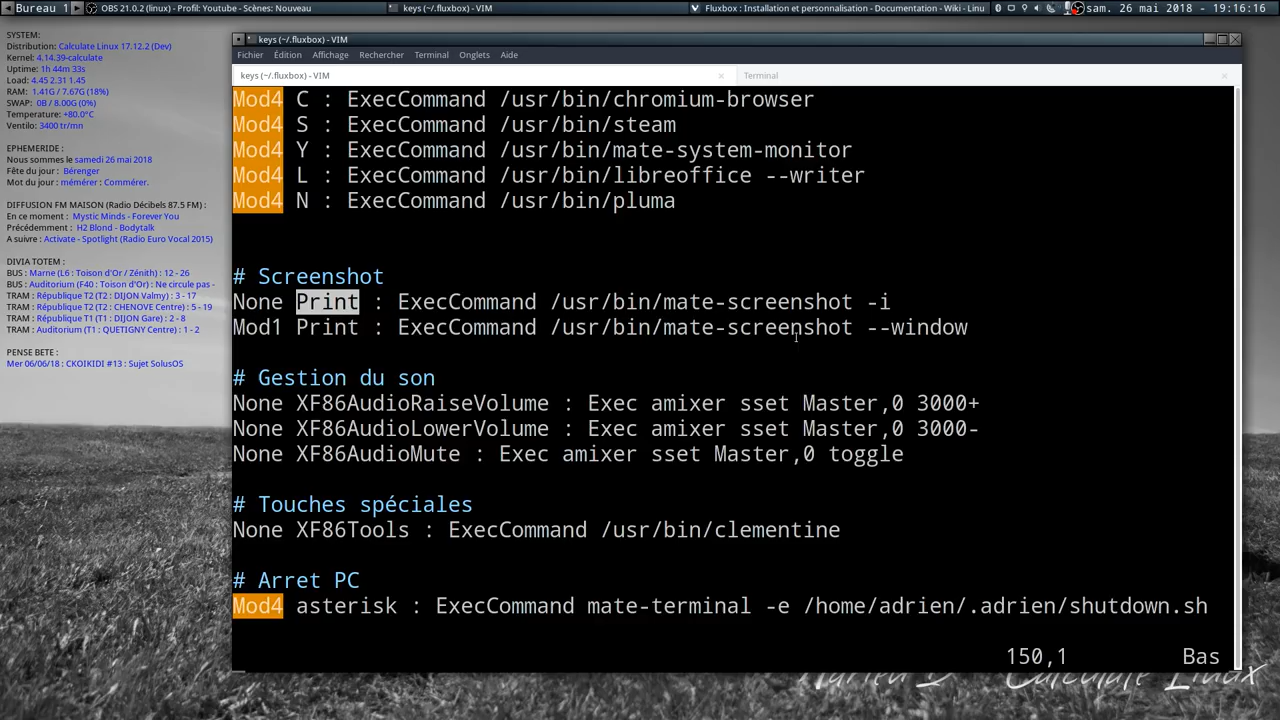 Bureau 1
OBS 21.0.2 (linux) - Profil: Youtube - Scènes: Nouveau
keys (~/.fluxbox) - VIM
Fluxbox : Installation et personnalisation - Documentation - Wiki - Linu
sam. 26 mai 2018 - 19:16:16
SYSTEM:
Distribution: Calculate Linux 17.12.2 (Dev)
Kernel: 4.14.39-calculate
Uptime: 1h 44m 33s
Load: 4.45 2.31 1.45
RAM: 1.41G / 7.67G (18%)
SWAP: 0B / 8.00G (0%)
Temperature: +80.0°C
Ventilo: 3400 tr/mn
EPHEMERIDE :
Nous sommes le samedi 26 mai 2018
Fête du jour : Bérenger
Mot du jour : mémérer : Commérer.
DIFFUSION FM MAISON (Radio Décibels 87.5 FM) :
En ce moment : Mystic Minds - Forever You
Précédemment : H2 Blond - Bodytalk
A suivre : Activate - Spotlight (Radio Euro Vocal 2015)
DIVIA TOTEM :
BUS : Marne (L6 : Toison d'Or / Zénith) : 12 - 26
BUS : Auditorium (F40 : Toison d'Or) : Ne circule pas -
TRAM : République T2 (T2 : DIJON Valmy) : 3 - 17
TRAM : République T2 (T2 : CHENOVE Centre) : 5 - 19
TRAM : République T1 (T1 : DIJON Gare) : 2 - 8
TRAM : Auditorium (T1 : QUETIGNY Centre) : 1 - 2
PENSE BETE :
Mer 06/06/18 : CKOIKIDI #13 : Sujet SolusOS
keys (~/.fluxbox) - VIM
Fichier Édition Affichage Rechercher Terminal Onglets Aide
keys (~/.fluxbox) - VIM
Terminal
Mod4 C : ExecCommand /usr/bin/chromium-browser
Mod4 S : ExecCommand /usr/bin/steam
Mod4 Y : ExecCommand /usr/bin/mate-system-monitor
Mod4 L : ExecCommand /usr/bin/libreoffice --writer
Mod4 N : ExecCommand /usr/bin/pluma
# Screenshot
None Print : ExecCommand /usr/bin/mate-screenshot -i
Mod1 Print : ExecCommand /usr/bin/mate-screenshot --window
# Gestion du son
None XF86AudioRaiseVolume : Exec amixer sset Master,0 3000+
None XF86AudioLowerVolume : Exec amixer sset Master,0 3000-
None XF86AudioMute : Exec amixer sset Master,0 toggle
# Touches spéciales
None XF86Tools : ExecCommand /usr/bin/clementine
# Arret PC
Mod4 asterisk : ExecCommand mate-terminal -e /home/adrien/.adrien/shutdown.sh
150,1 Bas